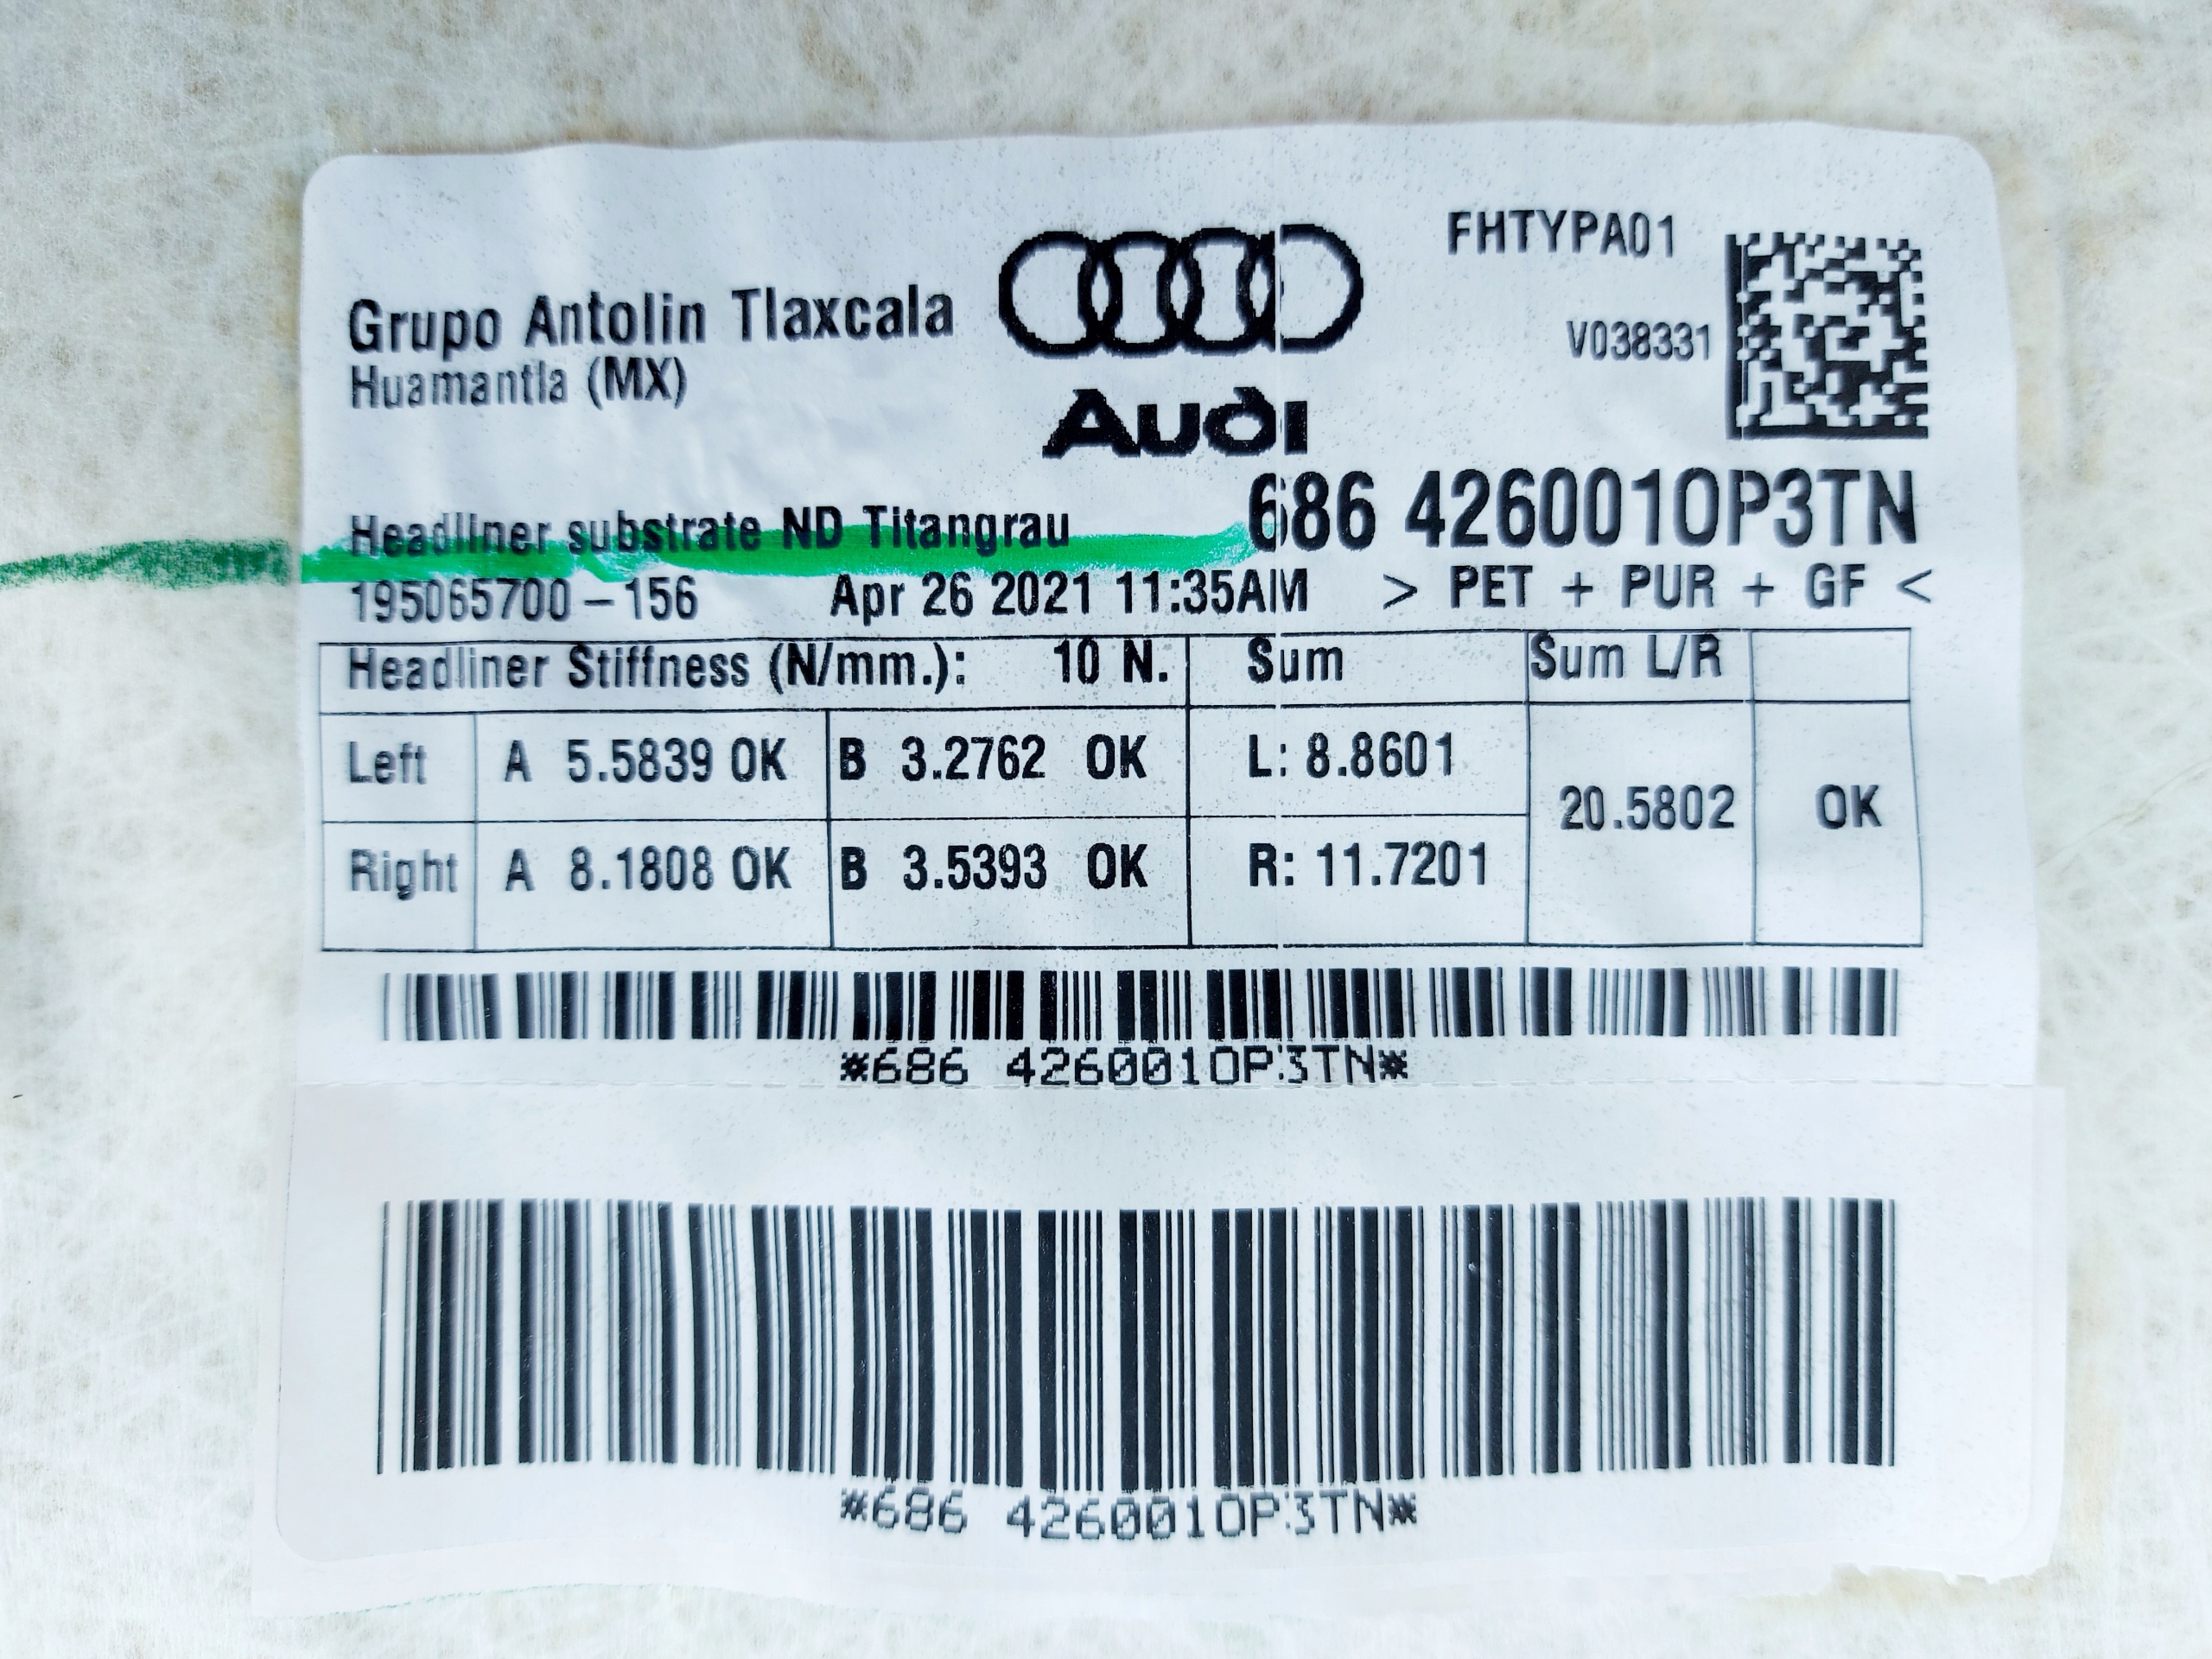 FHTYPA01
Grupo Antolin Tlaxcala
Huamantla (MX)
V038331
Audi
686 4260010P3TN
Headliner substrate ND Titangrau
195065700-156 Apr 26 2021 11:35AM > PET + PUR + GF <
Headliner Stiffness (N/mm.): 10 N. Sum Sum L/R
Left A 5.5839 OK B 3.2762 OK L: 8.8601
20.5802 OK
Right A 8.1808 OK B 3.5393 OK R: 11.7201
*686 426001OP3TN*
*686 426001OP3TN*